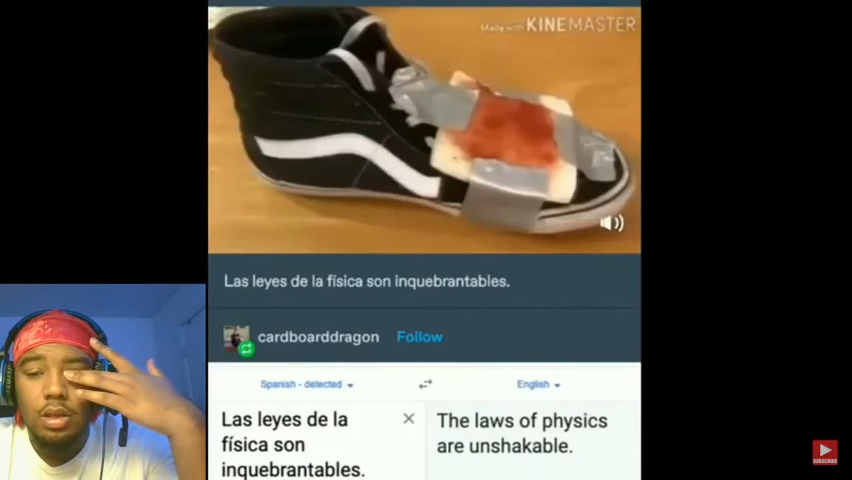 Made with KINEMASTER
Las leyes de la física son inquebrantables.
cardboarddragon Follow
Spanish - detected English
Las leyes de la
física son
inquebrantables.
The laws of physics
are unshakable.
SUBSCRIBE